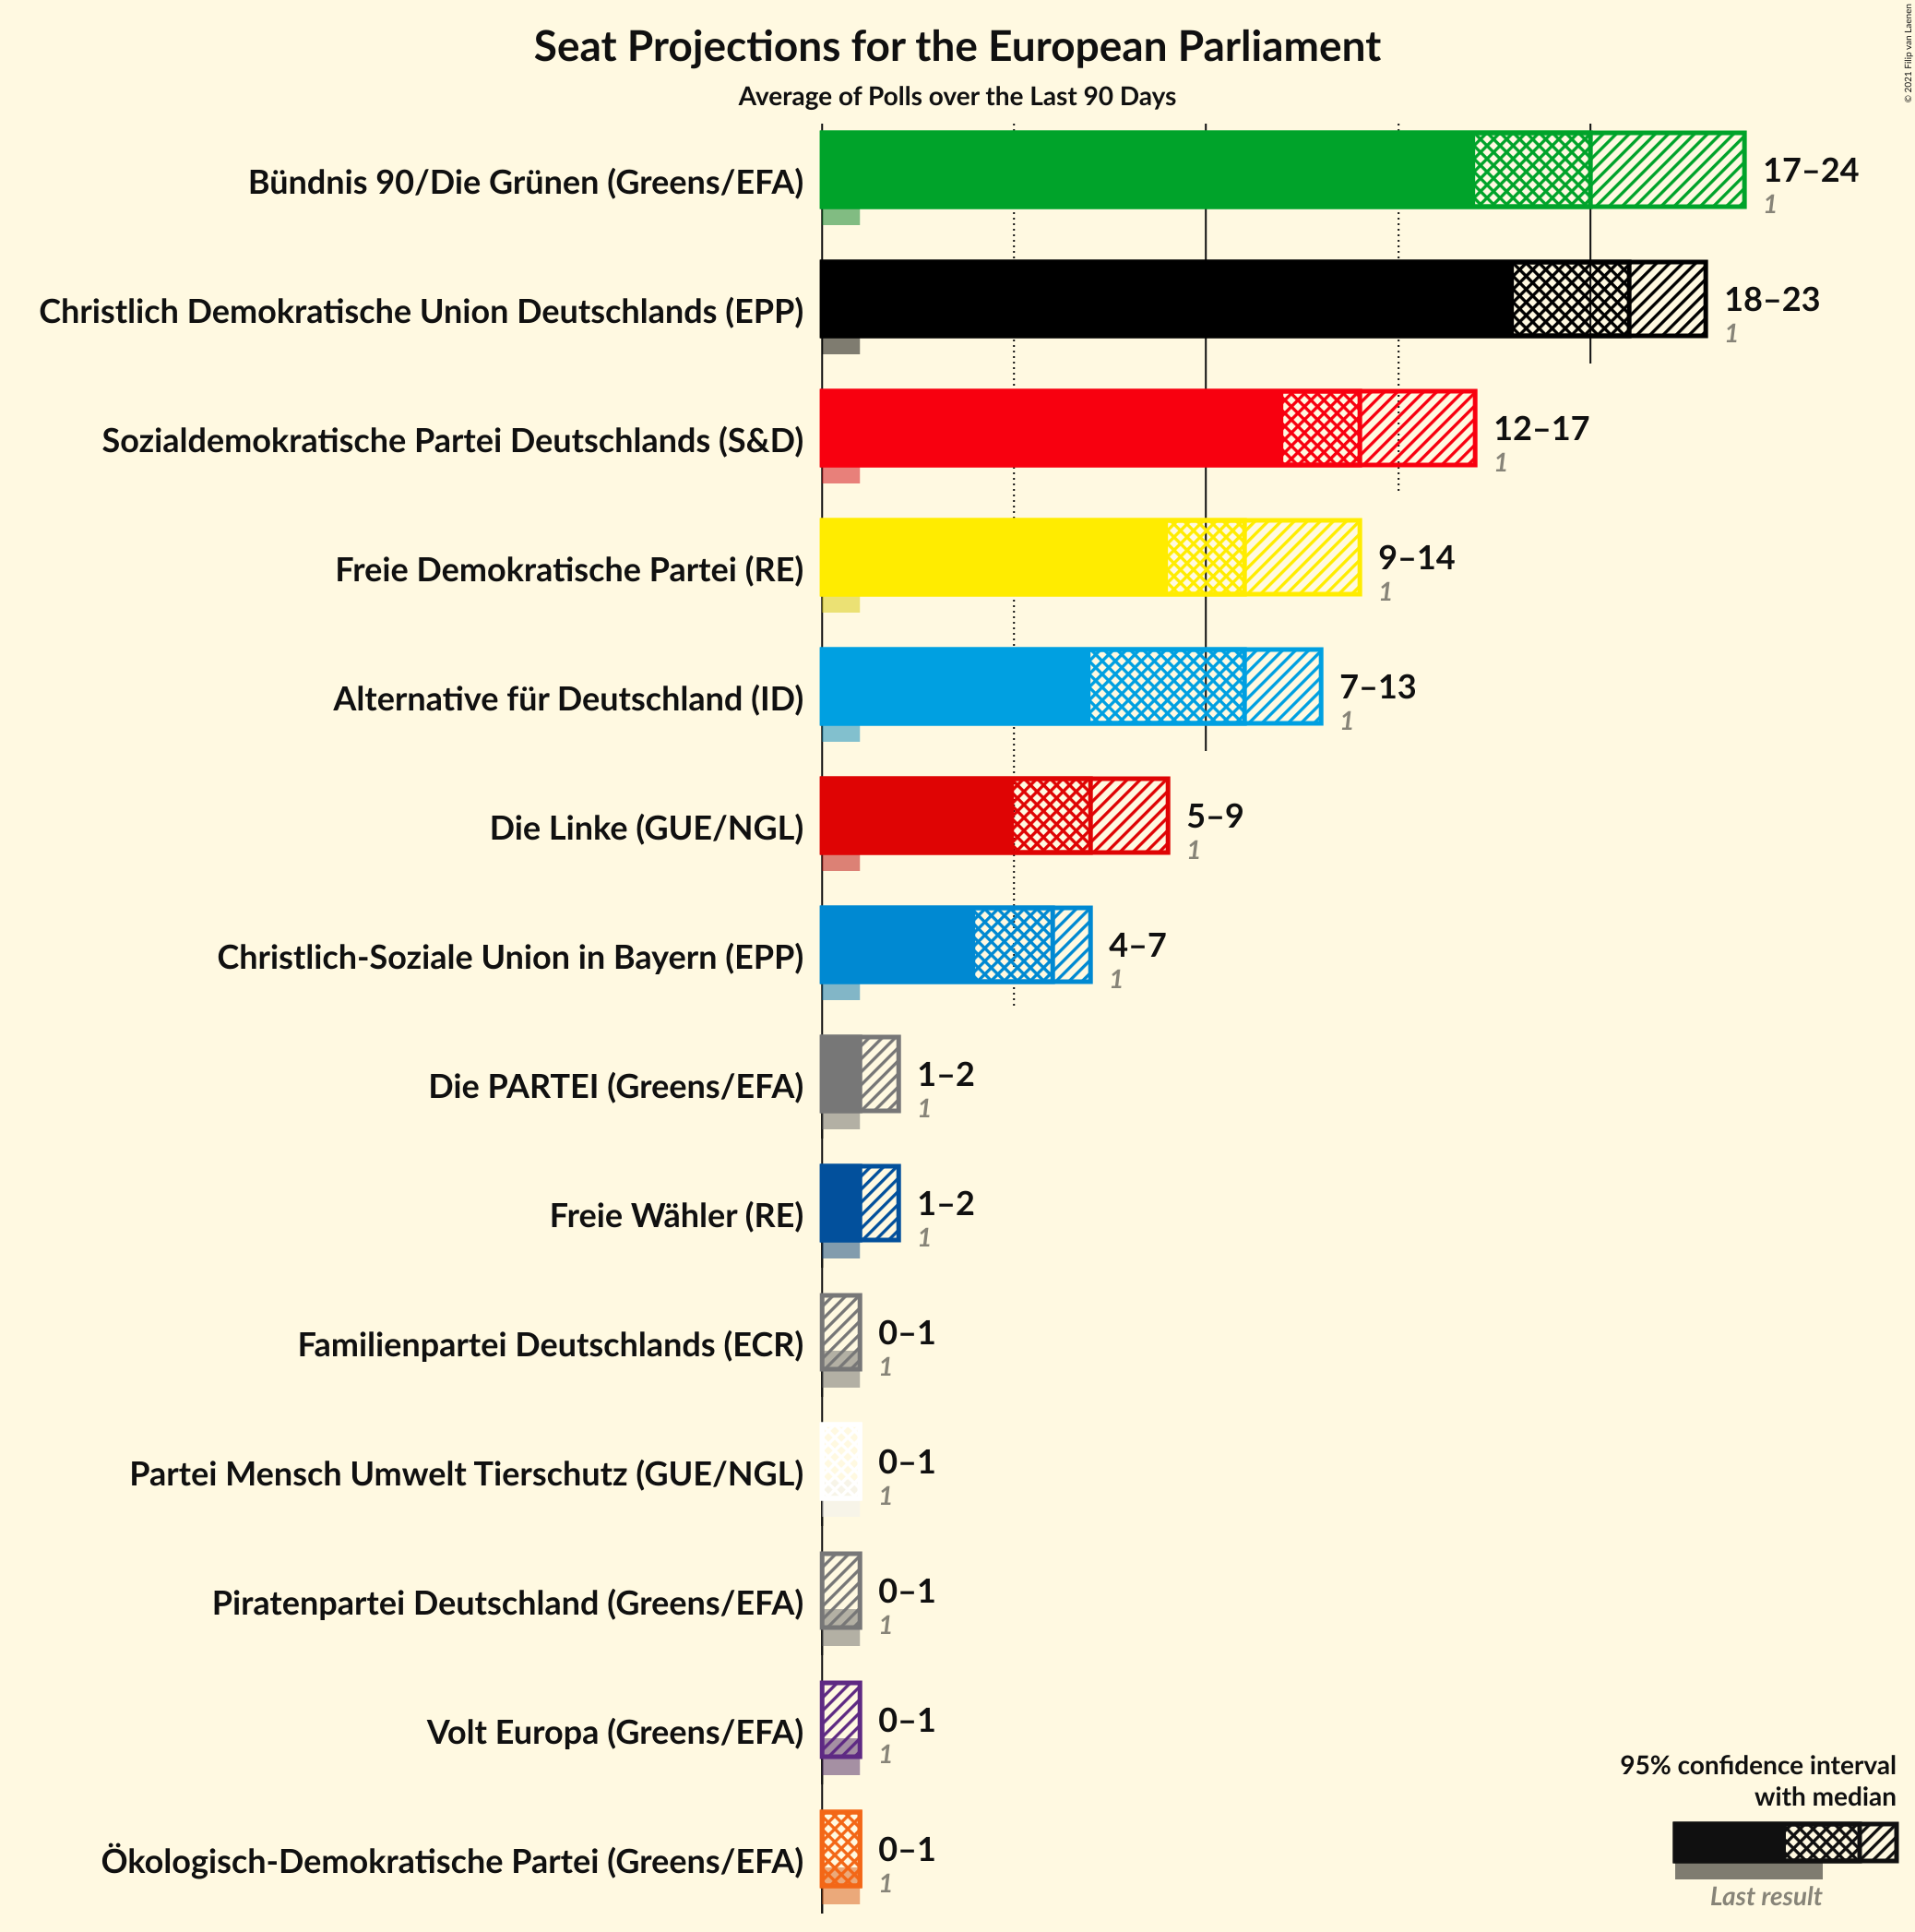 Seat Projections for the European Parliament
Average of Polls over the Last 90 Days
© 2021 Filip van Laenen
Bündnis 90/Die Grünen (Greens/EFA)
17–24
1
Christlich Demokratische Union Deutschlands (EPP)
18–23
1
Sozialdemokratische Partei Deutschlands (S&D)
12–17
1
Freie Demokratische Partei (RE)
9–14
1
Alternative für Deutschland (ID)
7–13
1
Die Linke (GUE/NGL)
5–9
1
Christlich-Soziale Union in Bayern (EPP)
4–7
1
Die PARTEI (Greens/EFA)
1–2
1
Freie Wähler (RE)
1–2
1
Familienpartei Deutschlands (ECR)
0–1
1
Partei Mensch Umwelt Tierschutz (GUE/NGL)
0–1
1
Piratenpartei Deutschland (Greens/EFA)
0–1
1
Volt Europa (Greens/EFA)
0–1
1
Ökologisch-Demokratische Partei (Greens/EFA)
0–1
1
95% confidence interval
with median
Last result